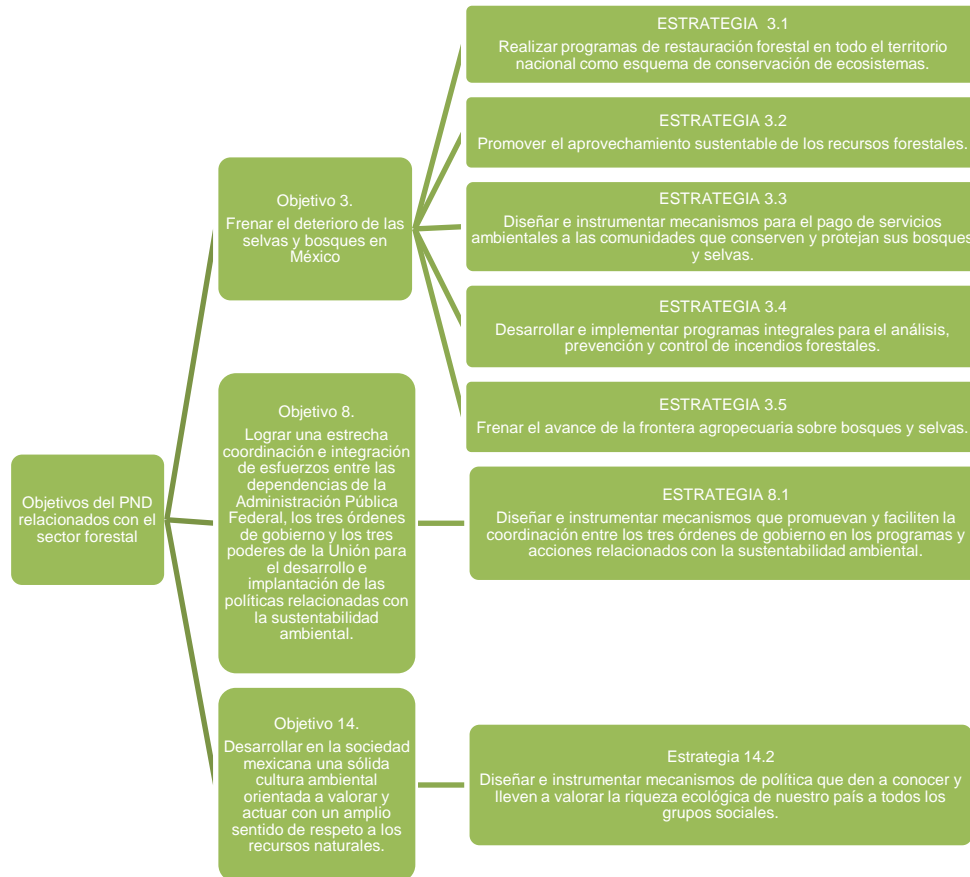 Objetivos del PND
relacionados con el
sector forestal
Objetivo 3.
Frenar el deterioro de las
selvas y bosques en
México
ESTRATEGIA 3.1
Realizar programas de restauración forestal en todo el territorio
nacional como esquema de conservación de ecosistemas.
ESTRATEGIA 3.2
Promover el aprovechamiento sustentable de los recursos forestales.
ESTRATEGIA 3.3
Diseñar e instrumentar mecanismos para el pago de servicios
ambientales a las comunidades que conserven y protejan sus bosques
y selvas.
ESTRATEGIA 3.4
Desarrollar e implementar programas integrales para el análisis,
prevención y control de incendios forestales.
ESTRATEGIA 3.5
Frenar el avance de la frontera agropecuaria sobre bosques y selvas.
Objetivo 8.
Lograr una estrecha
coordinación e integración
de esfuerzos entre las
dependencias de la
Administración Pública
Federal, los tres órdenes
de gobierno y los tres
poderes de la Unión para
el desarrollo e
implantación de las
políticas relacionadas con
la sustentabilidad
ambiental.
ESTRATEGIA 8.1
Diseñar e instrumentar mecanismos que promuevan y faciliten la
coordinación entre los tres órdenes de gobierno en los programas y
acciones relacionados con la sustentabilidad ambiental.
Objetivo 14.
Desarrollar en la sociedad
mexicana una sólida
cultura ambiental
orientada a valorar y
actuar con un amplio
sentido de respeto a los
recursos naturales.
Estrategia 14.2
Diseñar e instrumentar mecanismos de política que den a conocer y
lleven a valorar la riqueza ecológica de nuestro país a todos los
grupos sociales.